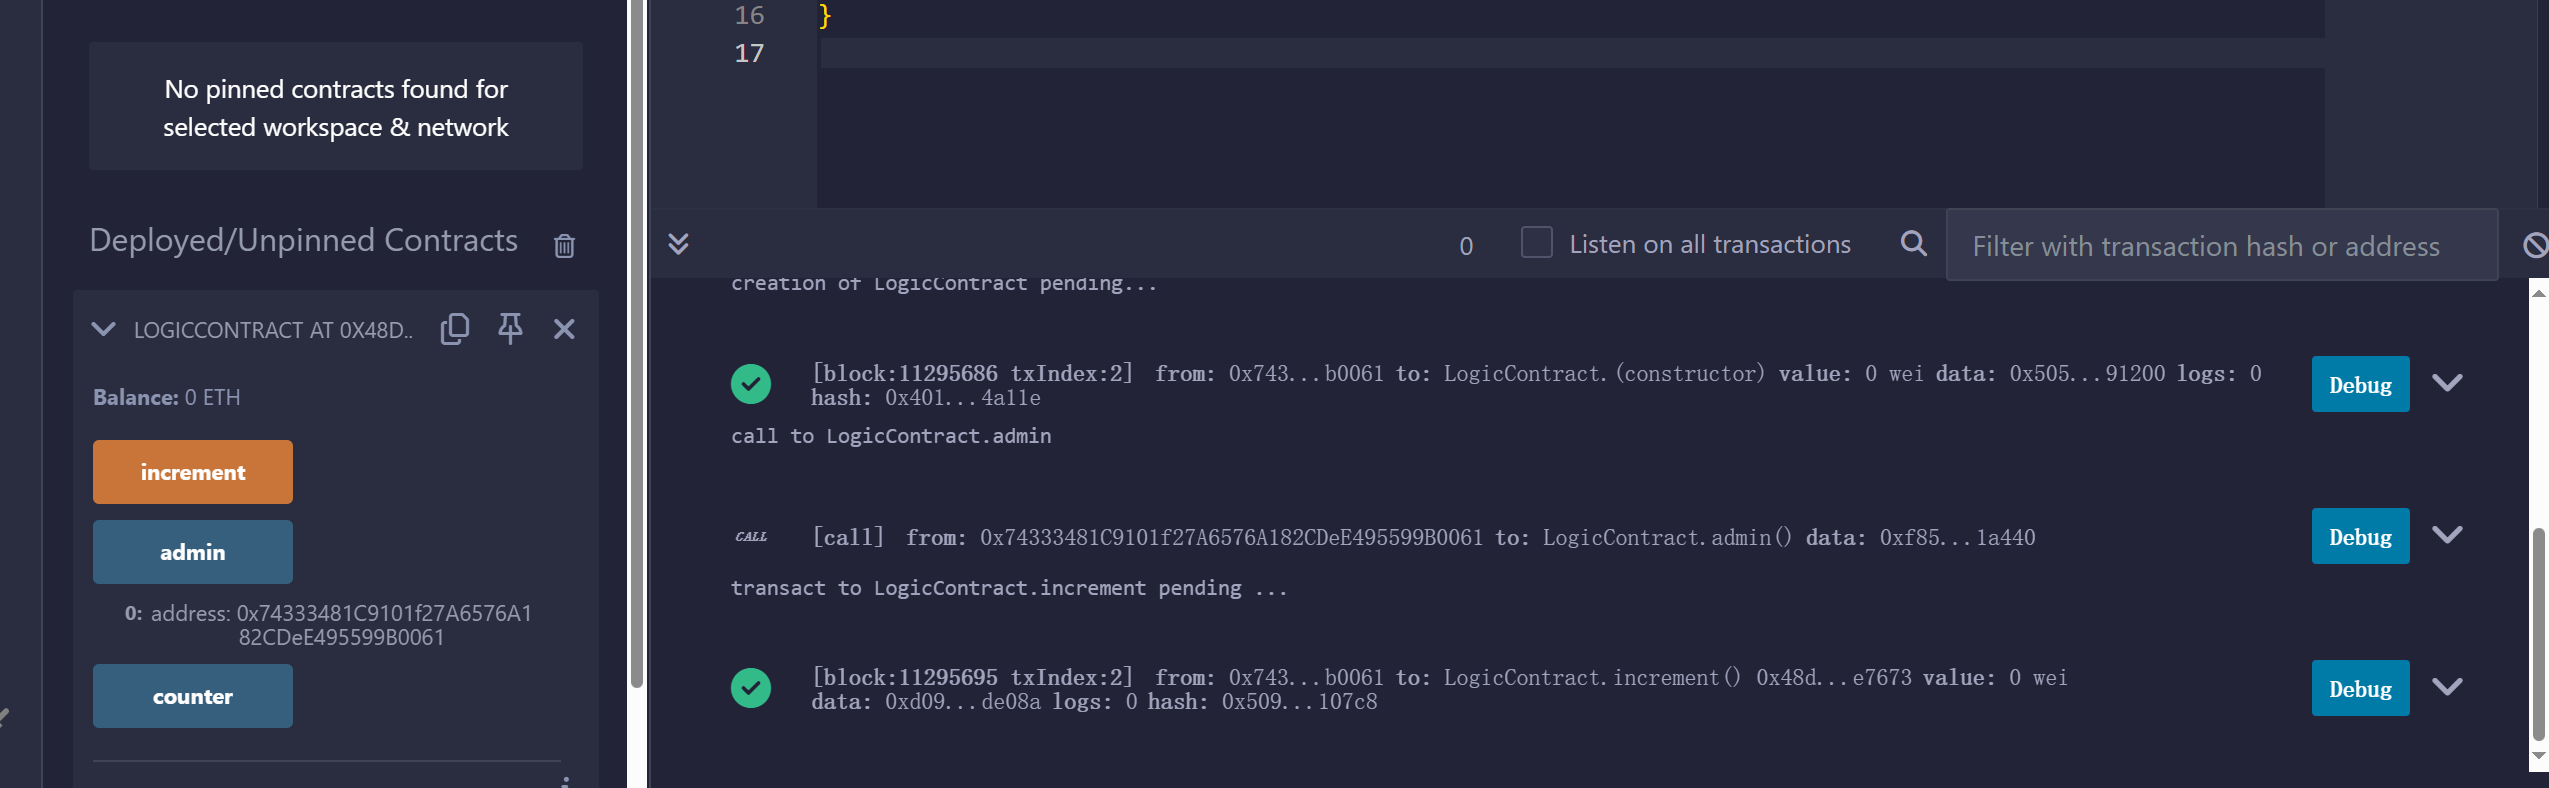 No pinned contracts found for
selected workspace & network
Deployed/Unpinned Contracts
LOGICCONTRACT AT 0X48D..
Balance: 0 ETH
increment
admin
0: address: 0x74333481C9101f27A6576A1
82CDeE495599B0061
counter
16 }
17
0 Listen on all transactions Filter with transaction hash or address
creation of LogicContract pending...
[block:11295686 txIndex:2] from: 0x743...b0061 to: LogicContract.(constructor) value: 0 wei data: 0x505...91200 logs: 0
hash: 0x401...4a11e
Debug
call to LogicContract.admin
CALL [call] from: 0x74333481C9101f27A6576A182CDeE495599B0061 to: LogicContract.admin() data: 0xf85...1a440
Debug
transact to LogicContract.increment pending ...
[block:11295695 txIndex:2] from: 0x743...b0061 to: LogicContract.increment() 0x48d...e7673 value: 0 wei
data: 0xd09...de08a logs: 0 hash: 0x509...107c8
Debug